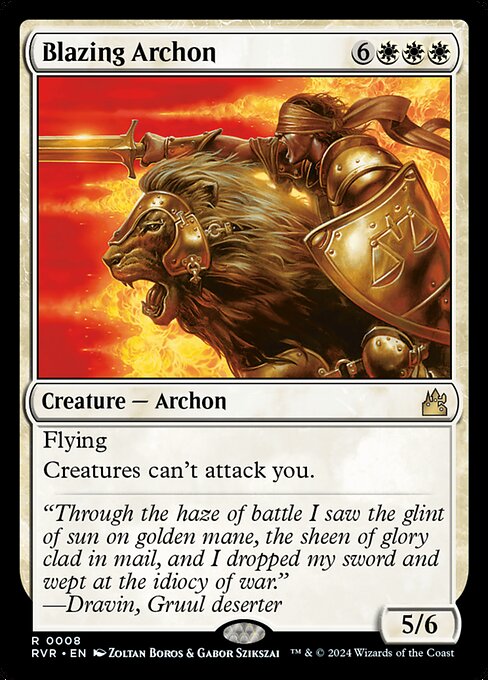 Blazing Archon 6
Creature — Archon
Flying
Creatures can't attack you.
“Through the haze of battle I saw the glint
of sun on golden mane, the sheen of glory
clad in mail, and I dropped my sword and
wept at the idiocy of war.”
—Dravin, Gruul deserter
5/6
R 0008
RVR • EN Zoltan Boros & Gabor Szikszai ™ & © 2024 Wizards of the Coast